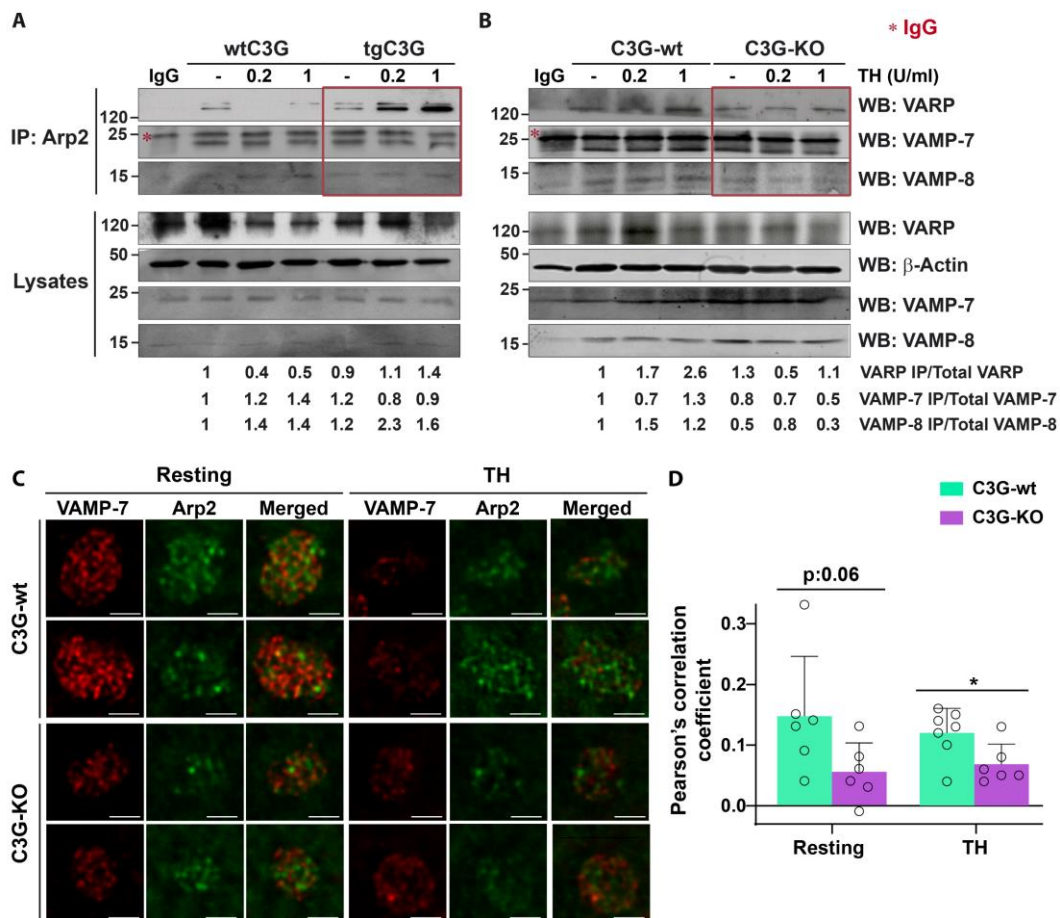 A
wtC3G tgC3G
IgG - 0.2 1 - 0.2 1
IP: Arp2
120
25
*
15
Lysates
120
50
25
15
1 0.4 0.5 0.9 1.1 1.4
1 1.2 1.4 1.2 0.8 0.9
1 1.4 1.4 1.2 2.3 1.6
B
* IgG
C3G-wt C3G-KO
IgG - 0.2 1 - 0.2 1 TH (U/ml)
120 WB: VARP
* 25 WB: VAMP-7
15 WB: VAMP-8
120 WB: VARP
50 WB: β-Actin
25 WB: VAMP-7
15 WB: VAMP-8
1 1.7 2.6 1.3 0.5 1.1 VARP IP/Total VARP
1 0.7 1.3 0.8 0.7 0.5 VAMP-7 IP/Total VAMP-7
1 1.5 1.2 0.5 0.8 0.3 VAMP-8 IP/Total VAMP-8
C
Resting TH
VAMP-7 Arp2 Merged VAMP-7 Arp2 Merged
C3G-wt
C3G-KO
D
C3G-wt
C3G-KO
p:0.06
*
Pearson's correlation
coefficient
0.3
0.2
0.1
0.0
Resting TH